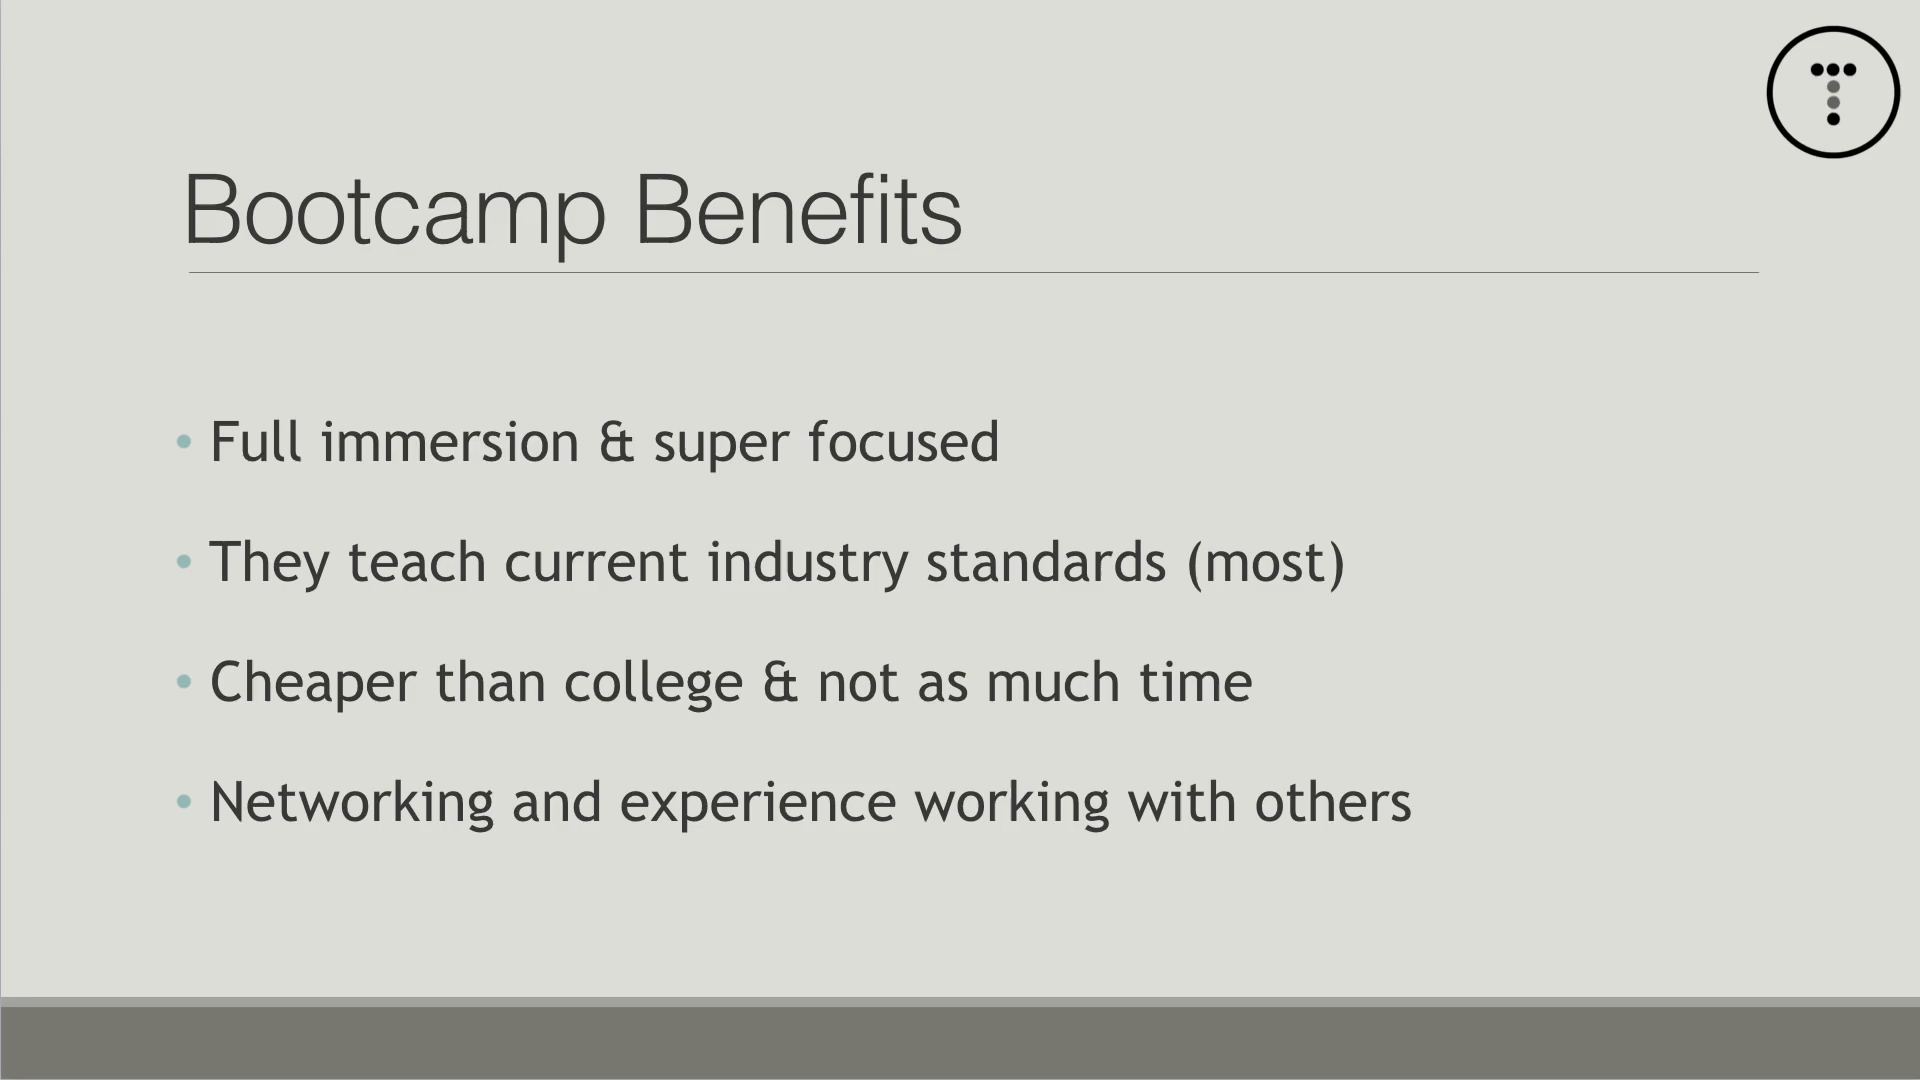 Bootcamp Benefits
• Full immersion & super focused
• They teach current industry standards (most)
• Cheaper than college & not as much time
• Networking and experience working with others